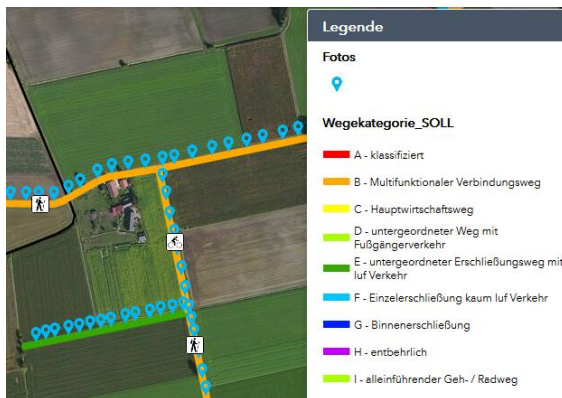 Legende
Fotos
Wegekategorie_SOLL
A - klassifiziert
B - Multifunktionaler Verbindungsweg
C - Hauptwirtschaftsweg
D - untergeordneter Weg mit
Fußgängerverkehr
E - untergeordneter Erschließungsweg mit
luf Verkehr
F - Einzelerschließung kaum luf Verkehr
G - Binnenerschließung
H - entbehrlich
I - alleinführender Geh- / Radweg